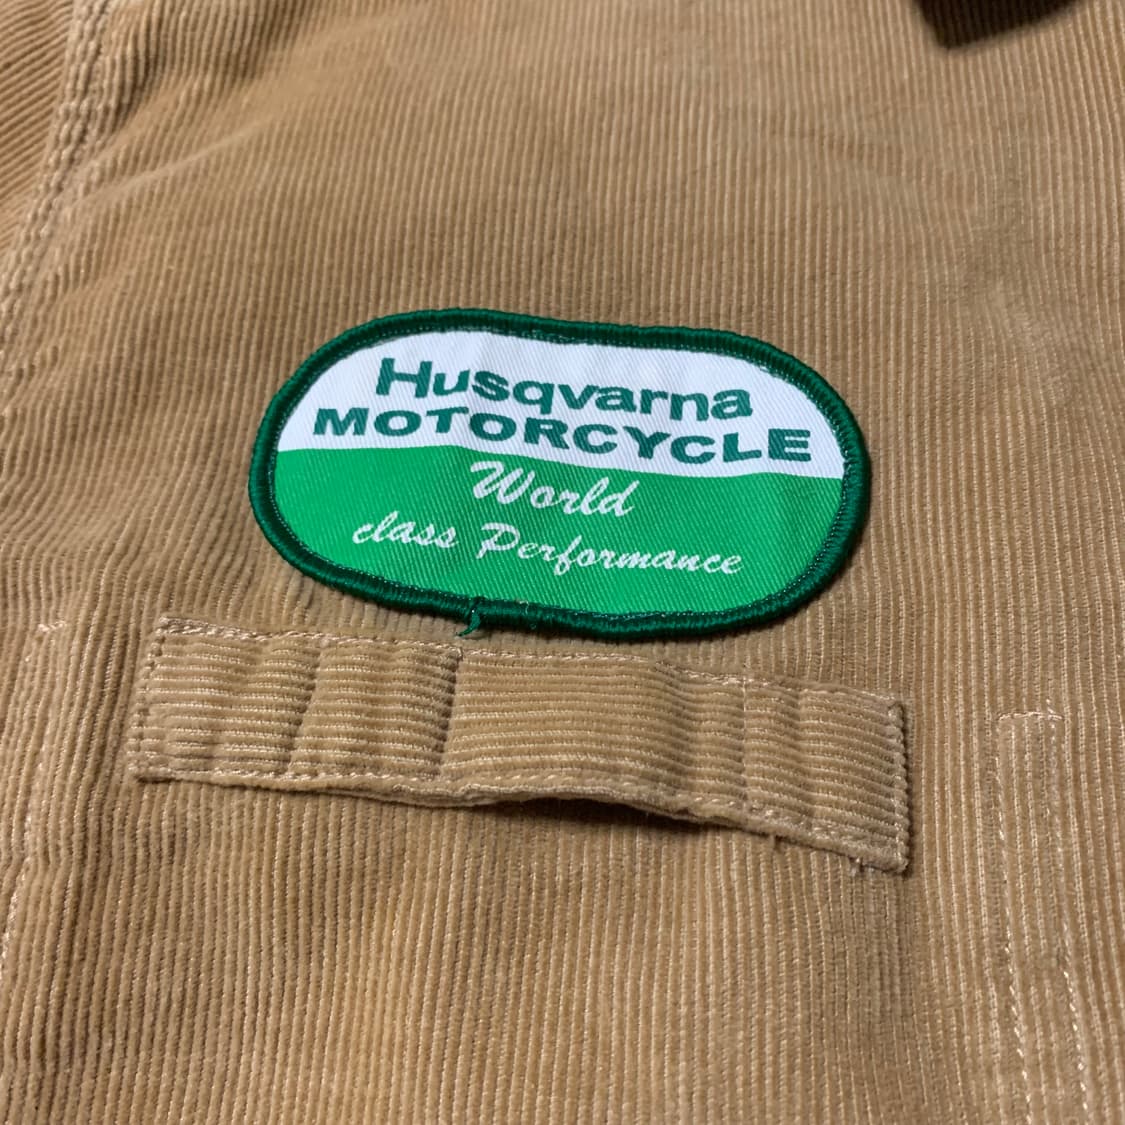 Husqvarna
MOTORCYCLE
World
class Performance